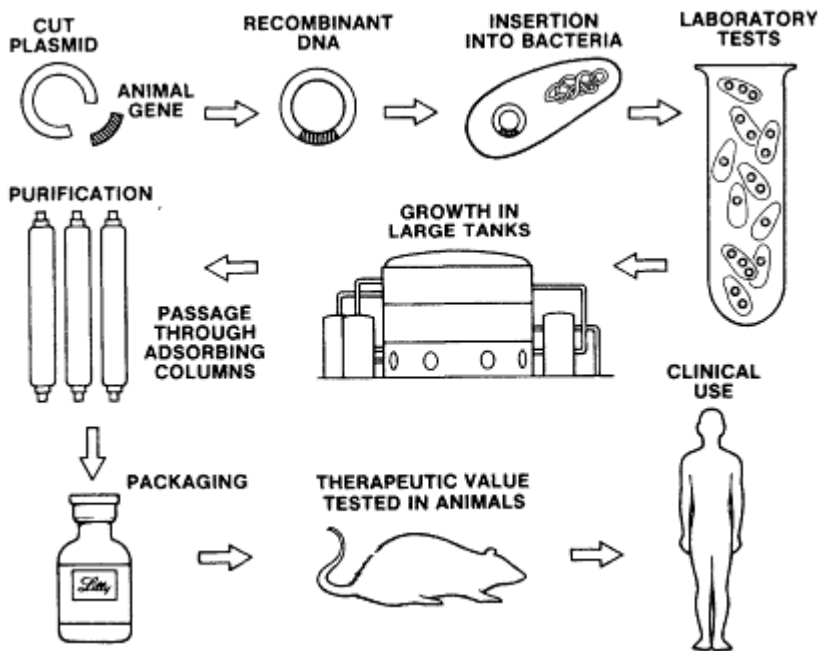 CUT
PLASMID
ANIMAL
GENE
RECOMBINANT
DNA
INSERTION
INTO BACTERIA
LABORATORY
TESTS
GROWTH IN
LARGE TANKS
PURIFICATION
PASSAGE
THROUGH
ADSORBING
COLUMNS
PACKAGING
Lilly
THERAPEUTIC VALUE
TESTED IN ANIMALS
CLINICAL
USE